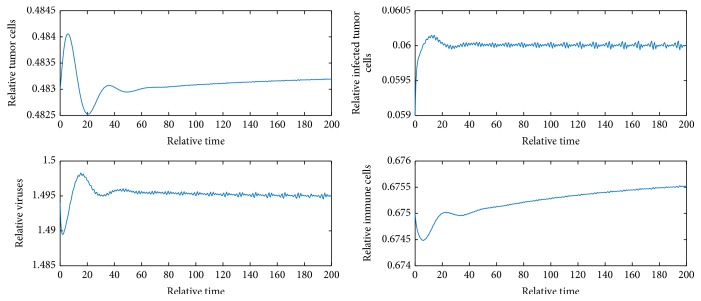 0.4845
0.484
0.4835
0.483
0.4825
Relative tumor cells
0 20 40 60 80 100 120 140 160 180 200
Relative time
0.0605
0.06
0.0595
0.059
Relative infected tumor
cells
0 20 40 60 80 100 120 140 160 180 200
Relative time
1.5
1.495
1.49
1.485
Relative viruses
0 20 40 60 80 100 120 140 160 180 200
Relative time
0.676
0.6755
0.675
0.6745
0.674
Relative immune cells
0 20 40 60 80 100 120 140 160 180 200
Relative time